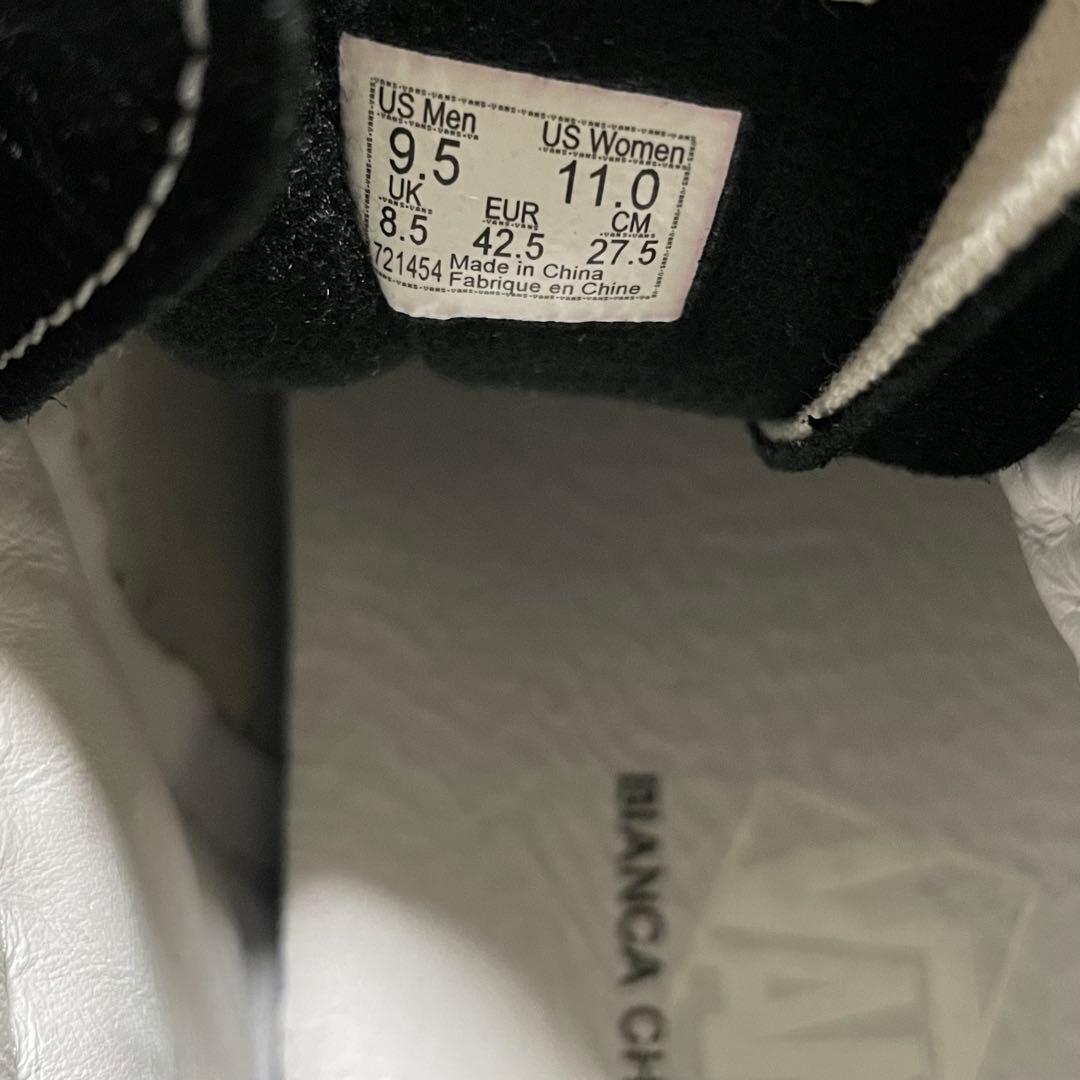 US Men
9.5
US Women
11.0
UK
8.5
EUR
42.5
CM
27.5
721454
Made in China
Fabrique en Chine
BIANCA CH